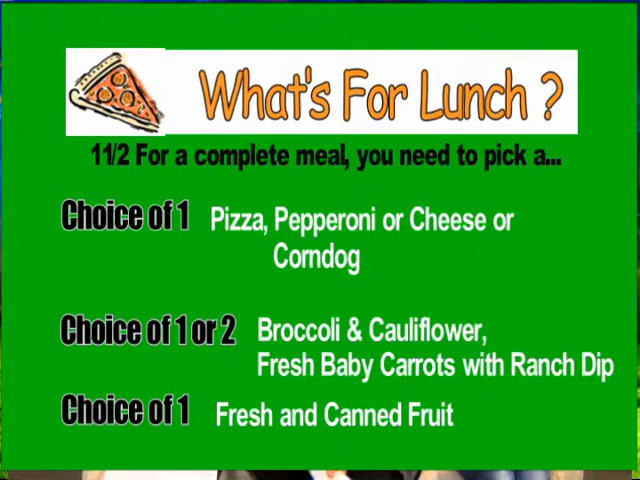 What's For Lunch ?
11/2 For a complete meal, you need to pick a...
Choice of 1 Pizza, Pepperoni or Cheese or
Corndog
Choice of 1 or 2 Broccoli & Cauliflower,
Fresh Baby Carrots with Ranch Dip
Choice of 1 Fresh and Canned Fruit